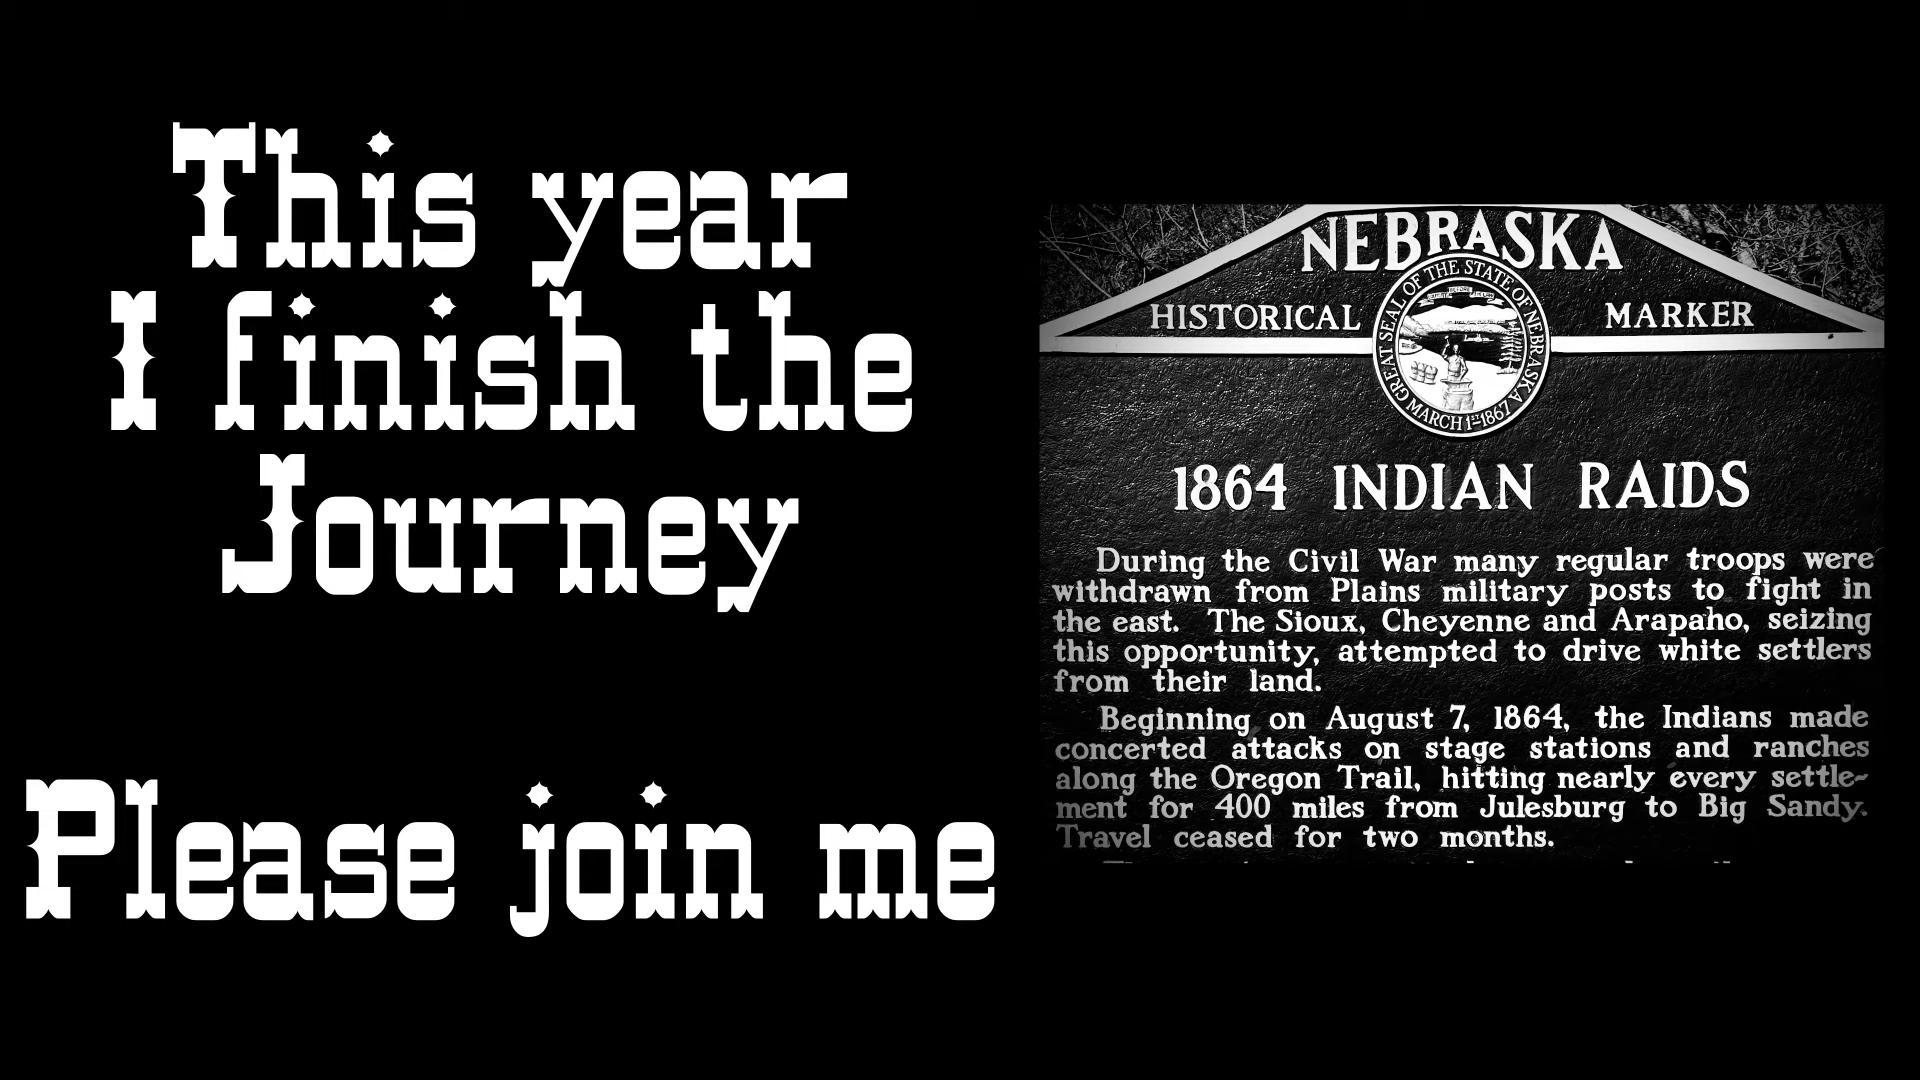 This year
I finish the
Journey
Please join me
NEBRASKA
HISTORICAL MARKER
GREAT SEAL OF THE STATE OF NEBRASKA
MARCH 1ST 1867
1864 INDIAN RAIDS
During the Civil War many regular troops were
withdrawn from Plains military posts to fight in
the east. The Sioux, Cheyenne and Arapaho, seizing
this opportunity, attempted to drive white settlers
from their land.
Beginning on August 7, 1864, the Indians made
concerted attacks on stage stations and ranches
along the Oregon Trail, hitting nearly every settle-
ment for 400 miles from Julesburg to Big Sandy.
Travel ceased for two months.